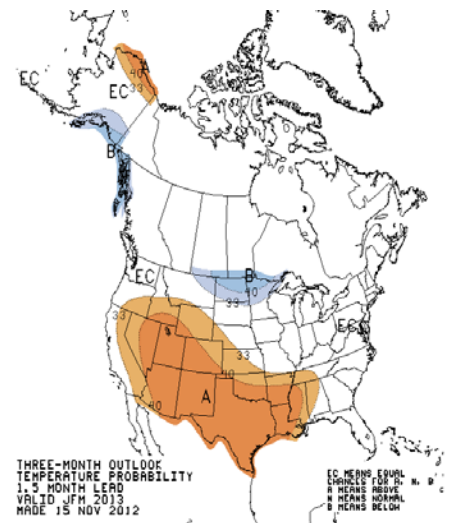 A
EC
40
EC 33
B
B
EC
40
33
33
EC
33
40
A
40
THREE-MONTH OUTLOOK
TEMPERATURE PROBABILITY
1.5 MONTH LEAD
VALID JFM 2013
MADE 15 NOV 2012
EC MEANS EQUAL
CHANCES FOR A, N, B
A MEANS ABOVE
N MEANS NORMAL
B MEANS BELOW